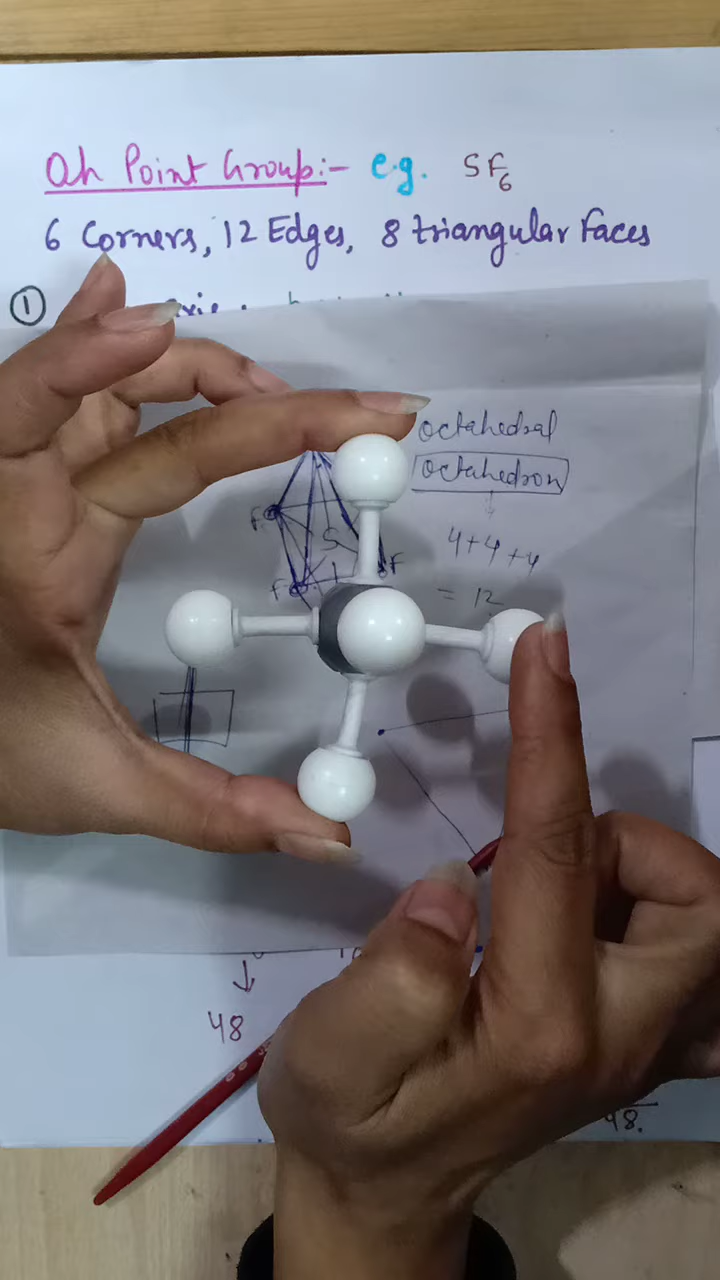 Oh Point Group:- e.g. SF6
6 Corners, 12 Edges, 8 triangular Faces
①
octahedral
octahedron
F
S
F
F
4+4+4
= 12
48
48.